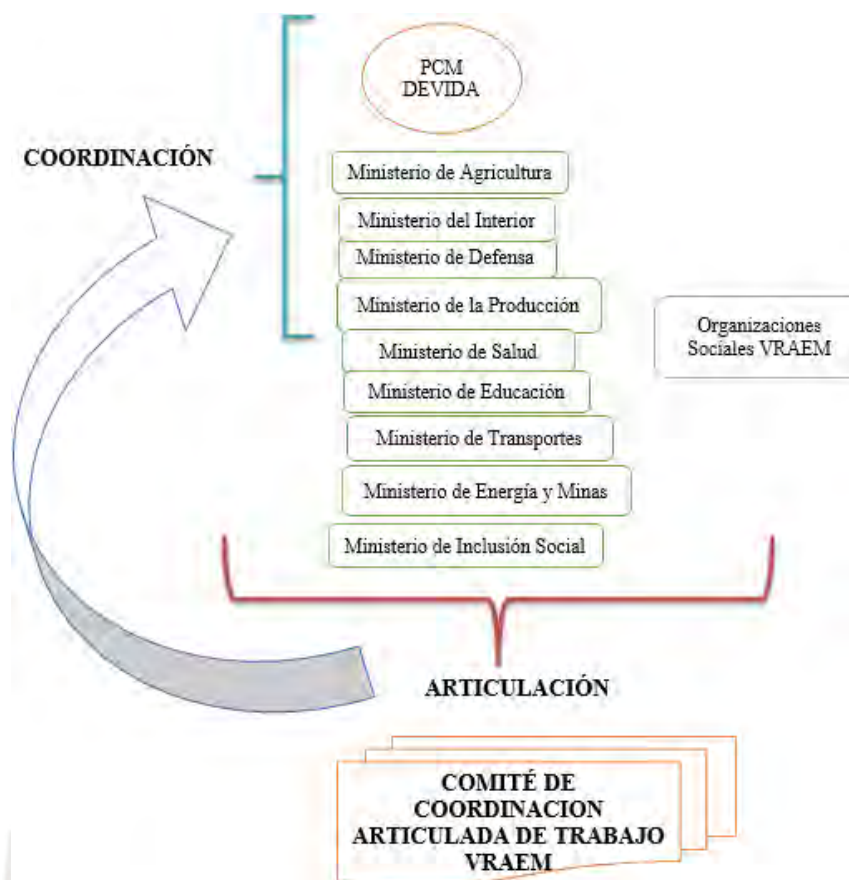 PCM
DEVIDA
COORDINACIÓN
Ministerio de Agricultura
Ministerio del Interior
Ministerio de Defensa
Ministerio de la Producción
Organizaciones
Sociales VRAEM
Ministerio de Salud
Ministerio de Educación
Ministerio de Transportes
Ministerio de Energía y Minas
Ministerio de Inclusión Social
ARTICULACIÓN
COMITÉ DE
COORDINACION
ARTICULADA DE TRABAJO
VRAEM